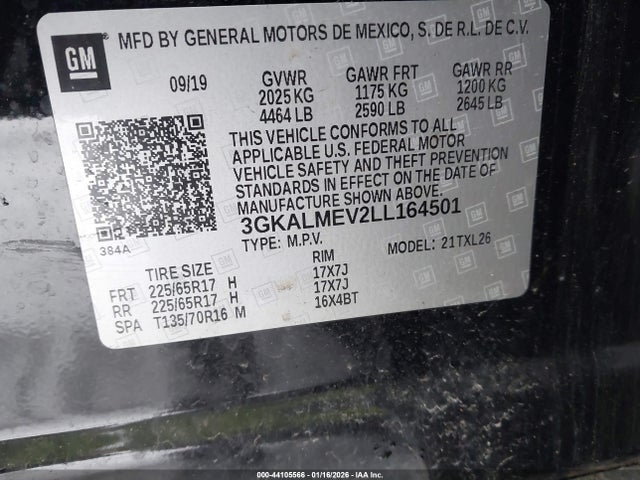 GM
MFD BY GENERAL MOTORS DE MEXICO, S. DE R.L. DE C.V.
09/19 GVWR GAWR FRT GAWR RR
2025 KG 1175 KG 1200 KG
4464 LB 2590 LB 2645 LB
THIS VEHICLE CONFORMS TO ALL
APPLICABLE U.S. FEDERAL MOTOR
VEHICLE SAFETY AND THEFT PREVENTION
STANDARDS IN EFFECT ON THE DATE OF
MANUFACTURE SHOWN ABOVE.
3GKALMEV2LL164501
384A
TYPE: M.P.V. MODEL: 21TXL26
TIRE SIZE RIM
FRT 225/65R17 H 17X7J
RR 225/65R17 H 17X7J
SPA T135/70R16 M 16X4BT
000-44105566 - 01/16/2026 - IAA Inc.